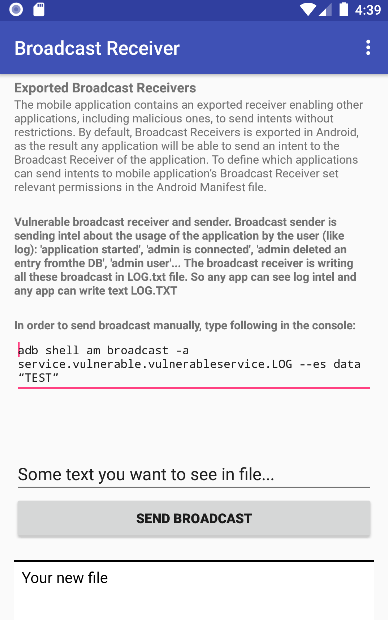 4:39
Broadcast Receiver
Exported Broadcast Receivers
The mobile application contains an exported receiver enabling other
applications, including malicious ones, to send intents without
restrictions. By default, Broadcast Receivers is exported in Android,
as the result any application will be able to send an intent to the
Broadcast Receiver of the application. To define which applications
can send intents to mobile application's Broadcast Receiver set
relevant permissions in the Android Manifest file.
Vulnerable broadcast receiver and sender. Broadcast sender is
sending intel about the usage of the application by the user (like
log): 'application started', 'admin is connected', 'admin deleted an
entry fromthe DB', 'admin user'... The broadcast receiver is writing
all these broadcast in LOG.txt file. So any app can see log intel and
any app can write text LOG.TXT
In order to send broadcast manually, type following in the console:
adb shell am broadcast -a
service.vulnerable.vulnerableservice.LOG --es data
“TEST”
Some text you want to see in file...
SEND BROADCAST
Your new file